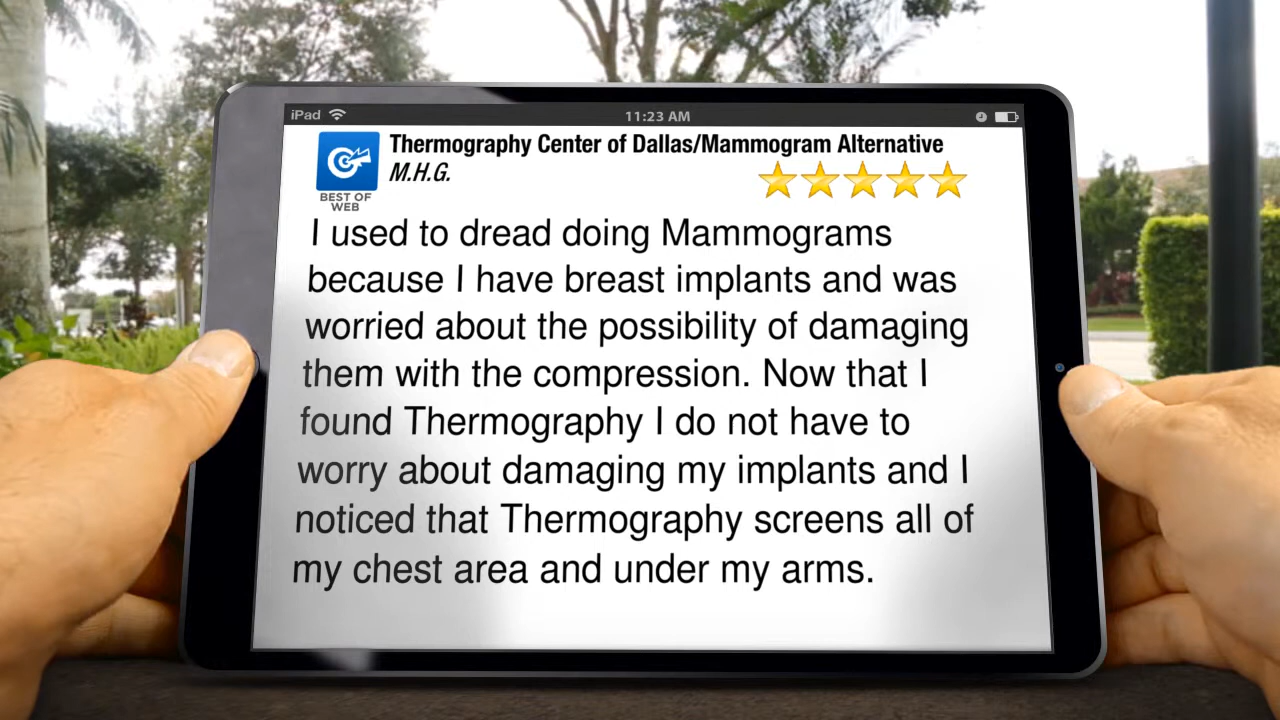 iPad 11:23 AM
Thermography Center of Dallas/Mammogram Alternative
M.H.G.
BEST OF
WEB
I used to dread doing Mammograms
because I have breast implants and was
worried about the possibility of damaging
them with the compression. Now that I
found Thermography I do not have to
worry about damaging my implants and I
noticed that Thermography screens all of
my chest area and under my arms.